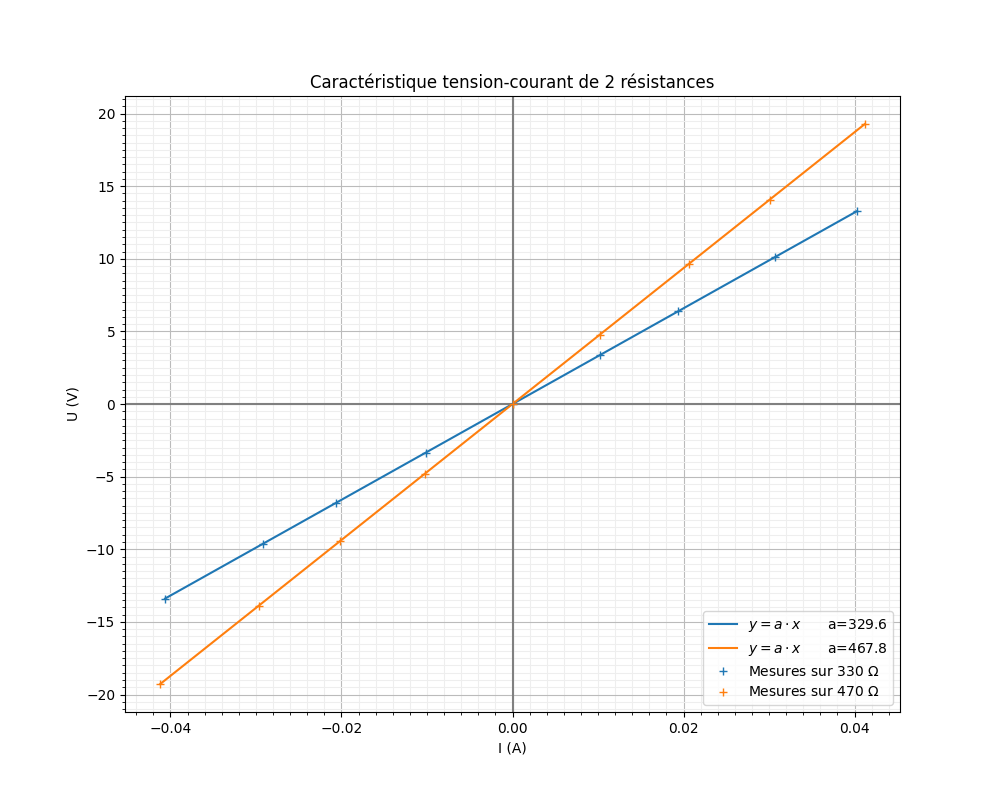 Caractéristique tension-courant de 2 résistances
20
15
10
5
0
−5
−10
−15
−20
U (V)
−0.04
−0.02
0.00
0.02
0.04
I (A)
y = a · x a=329.6
y = a · x a=467.8
Mesures sur 330 Ω
Mesures sur 470 Ω